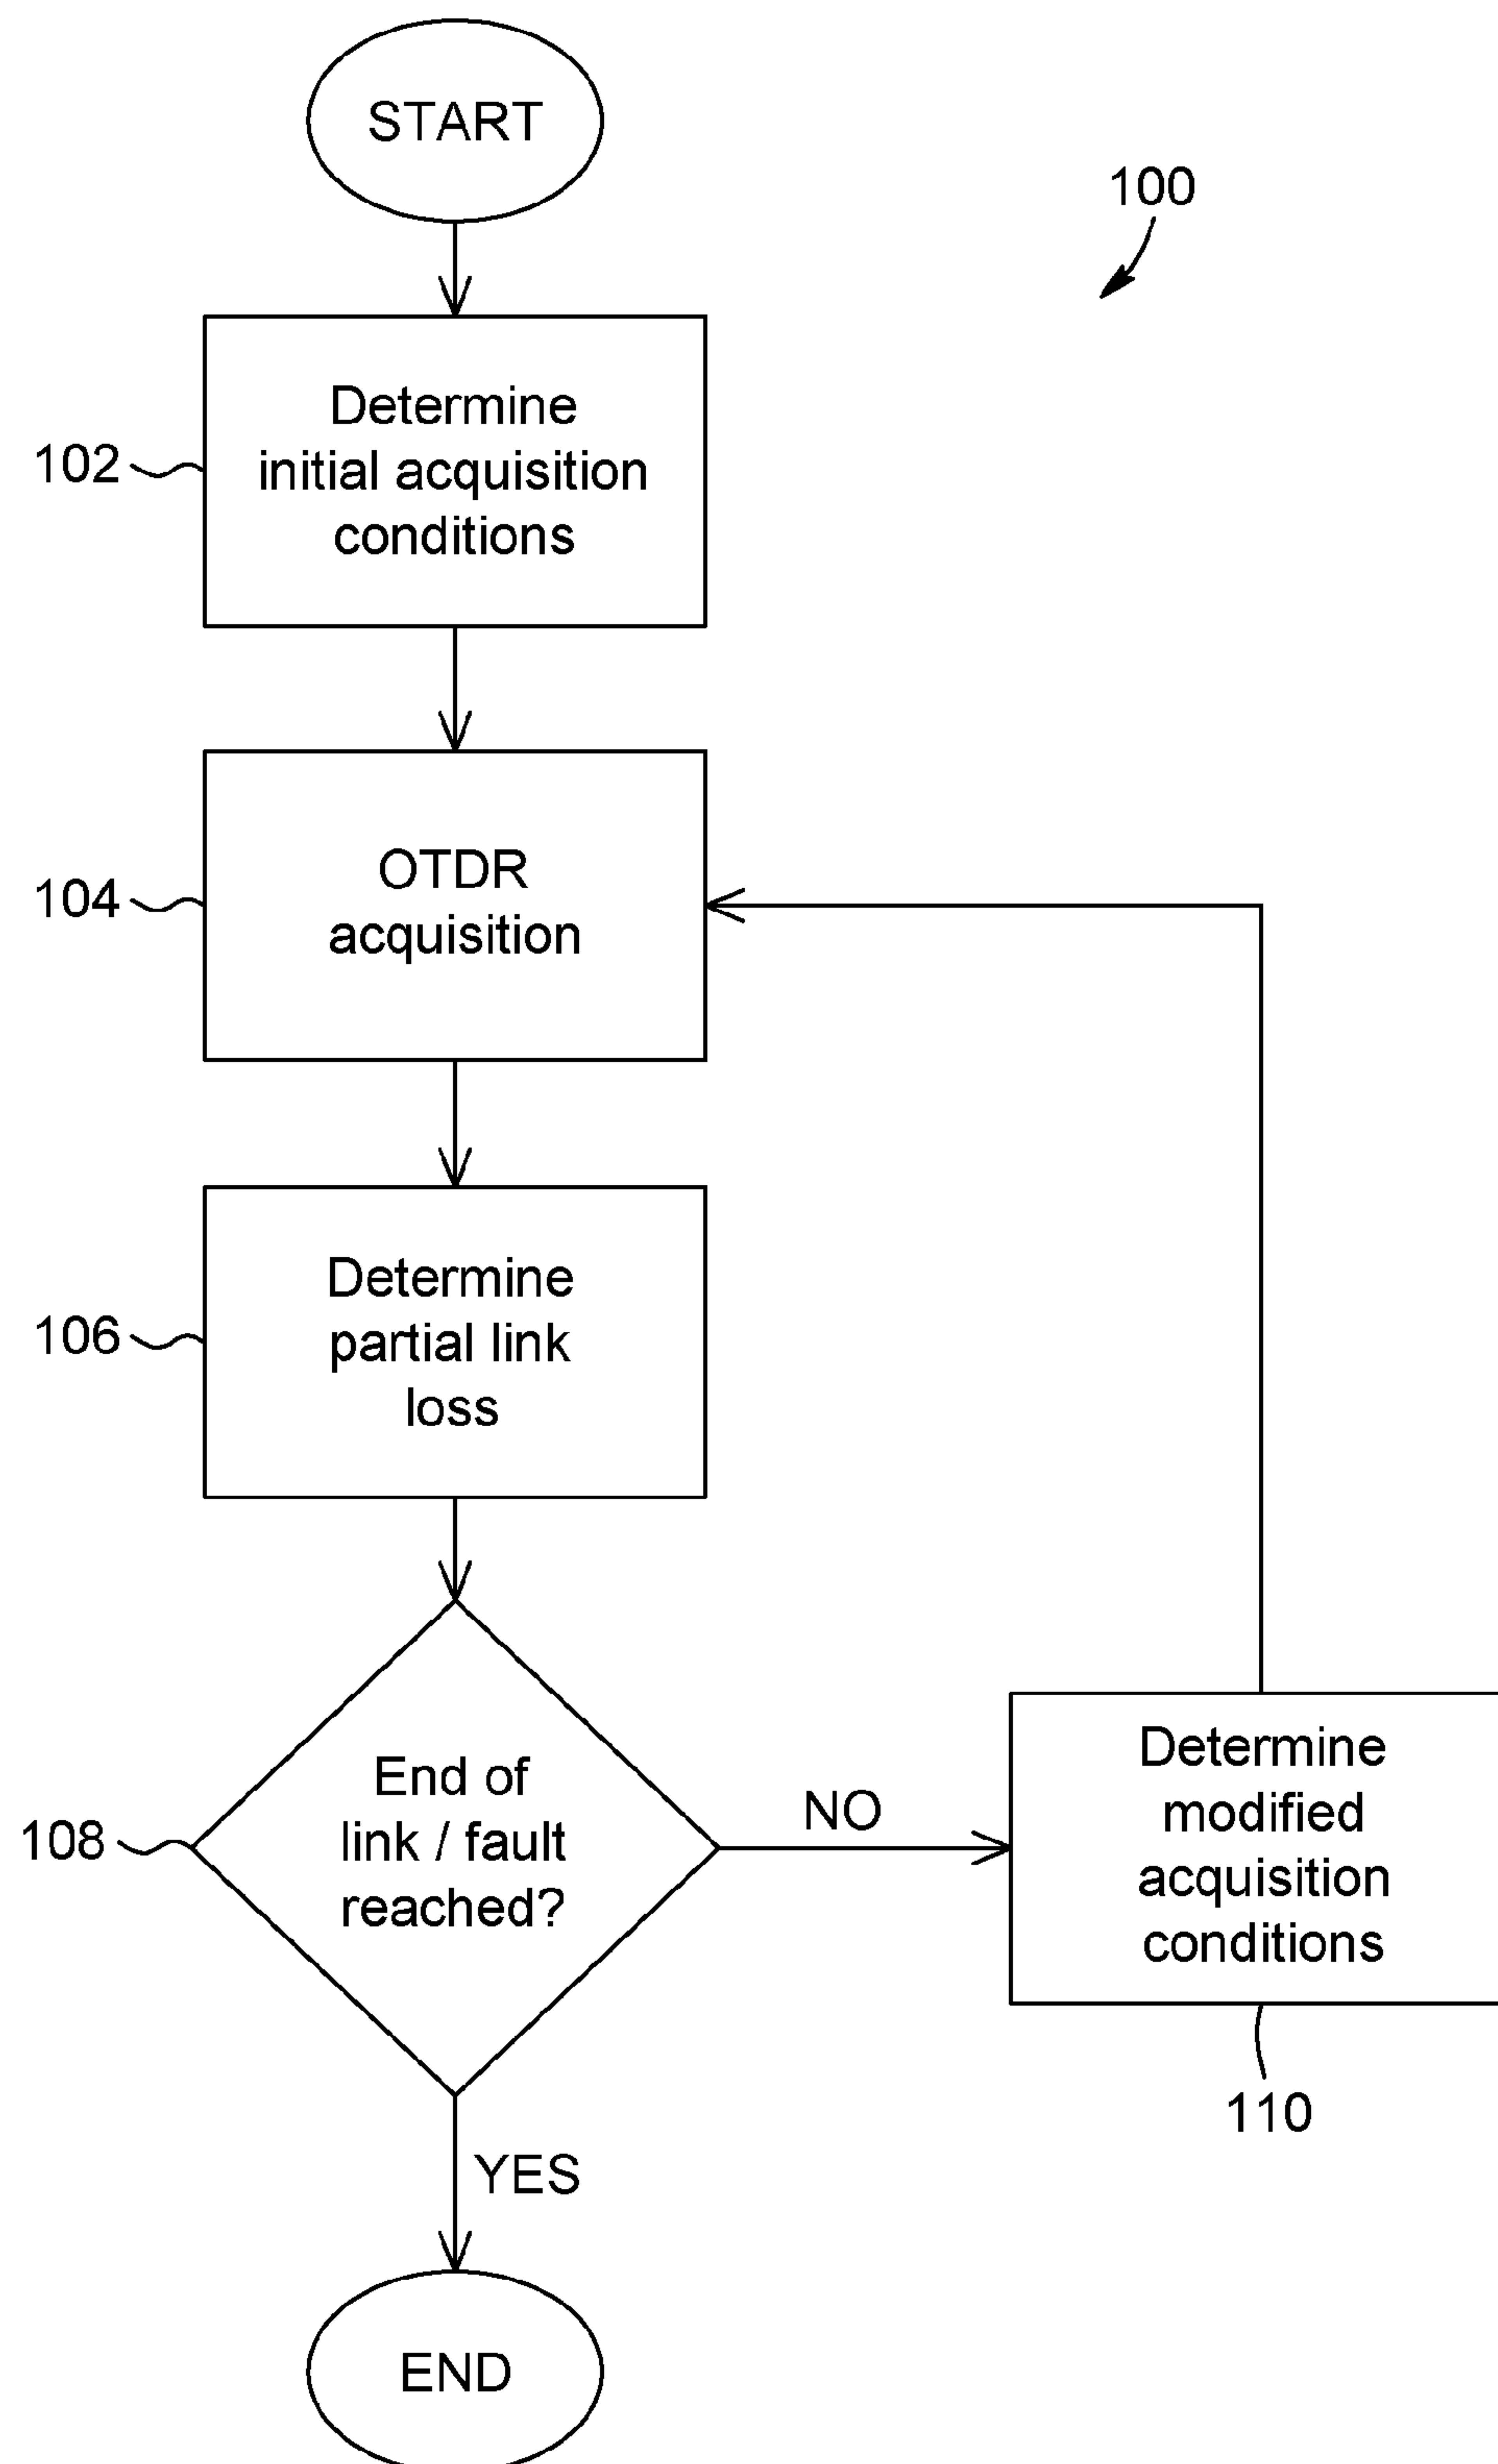 START
100
102
Determine
initial acquisition
conditions
104
OTDR
acquisition
106
Determine
partial link
loss
108
End of
link / fault
reached?
NO
Determine
modified
acquisition
conditions
110
YES
END